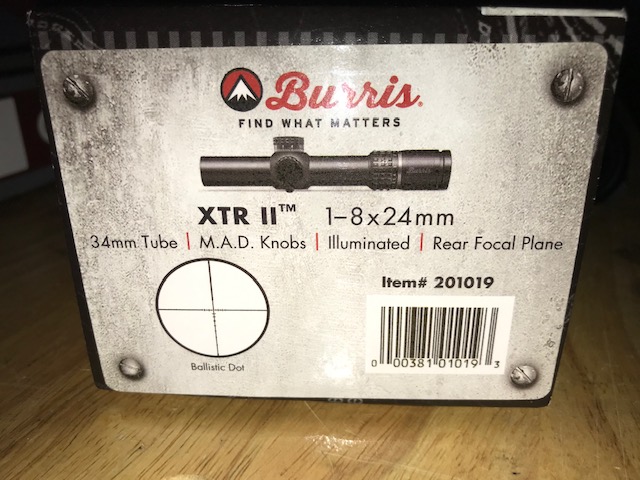 Burris.
FIND WHAT MATTERS
XTR II™ 1–8x24mm
34mm Tube | M.A.D. Knobs | Illuminated | Rear Focal Plane
Item# 201019
Ballistic Dot
0 00381 01019 3